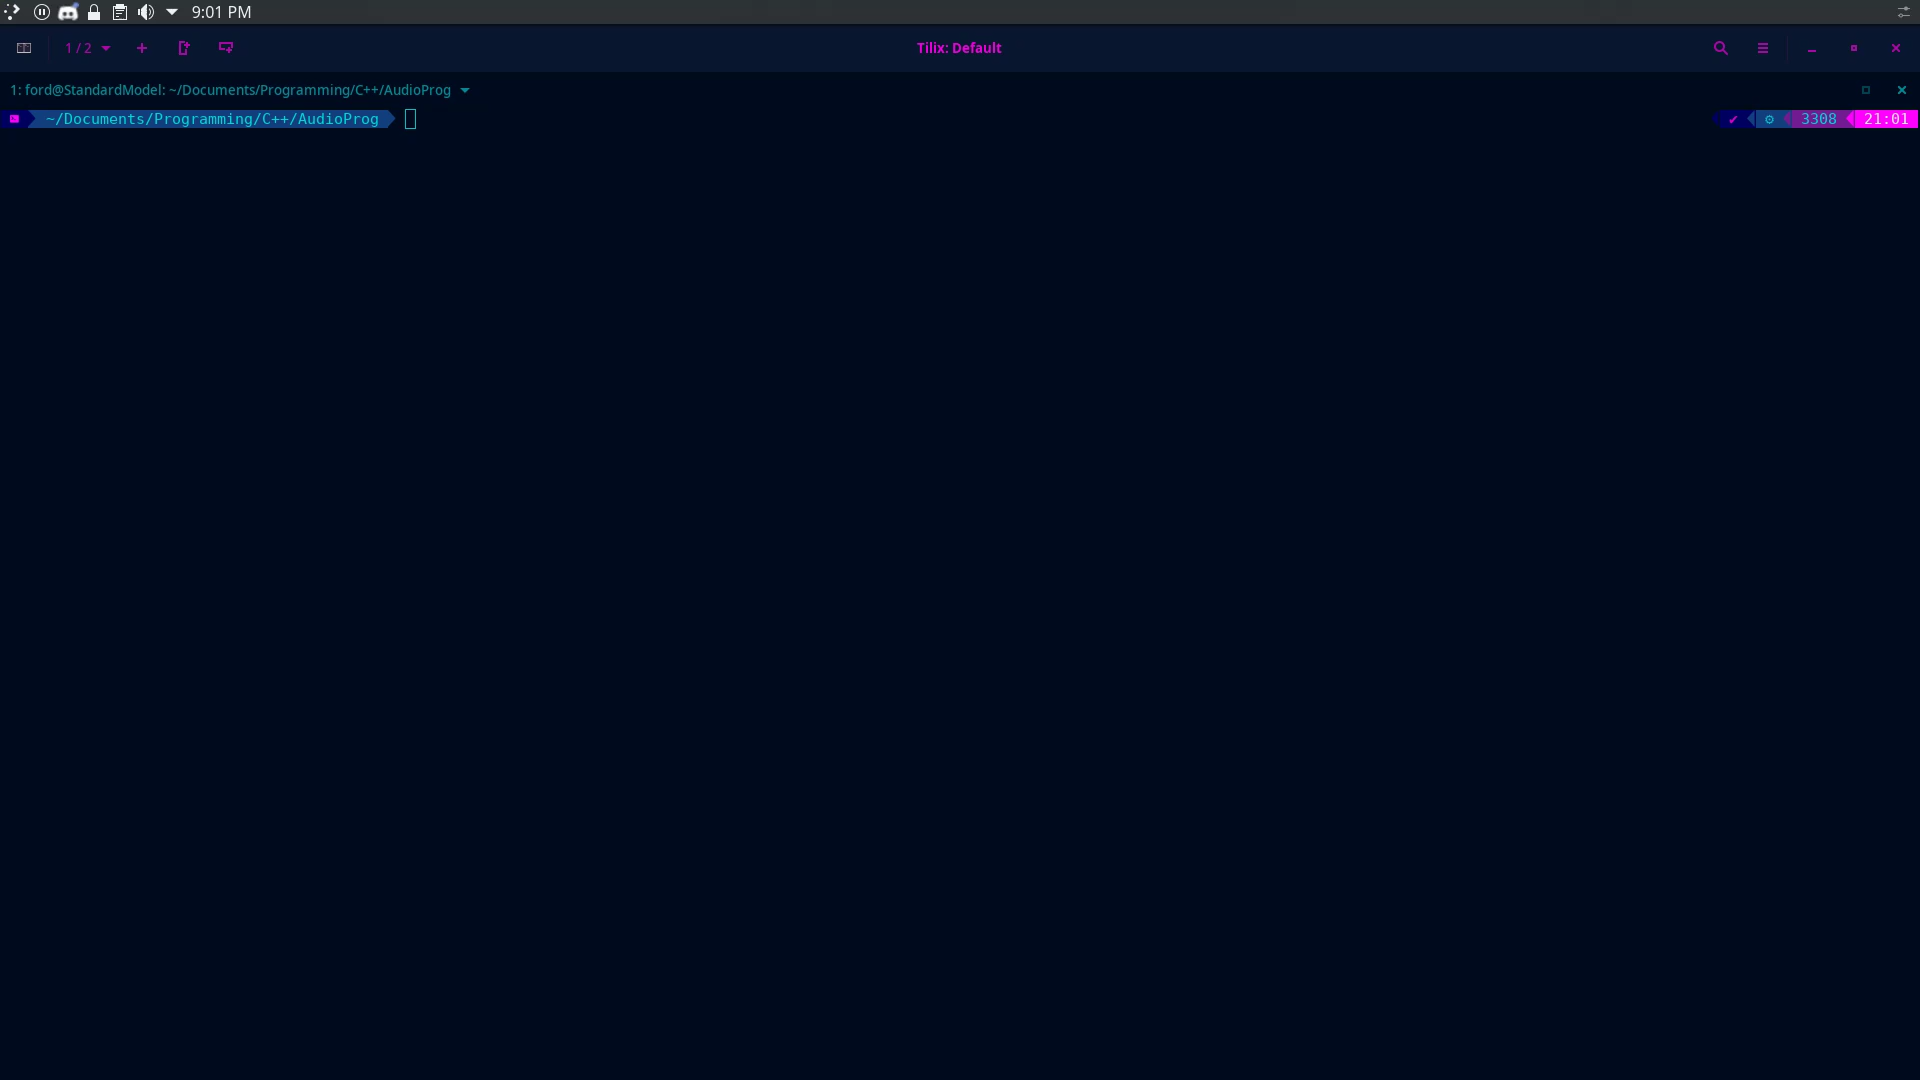 9:01 PM
1 / 2
Tilix: Default
1: ford@StandardModel: ~/Documents/Programming/C++/AudioProg
~/Documents/Programming/C++/AudioProg
✔ ⚙ 3308 21:01